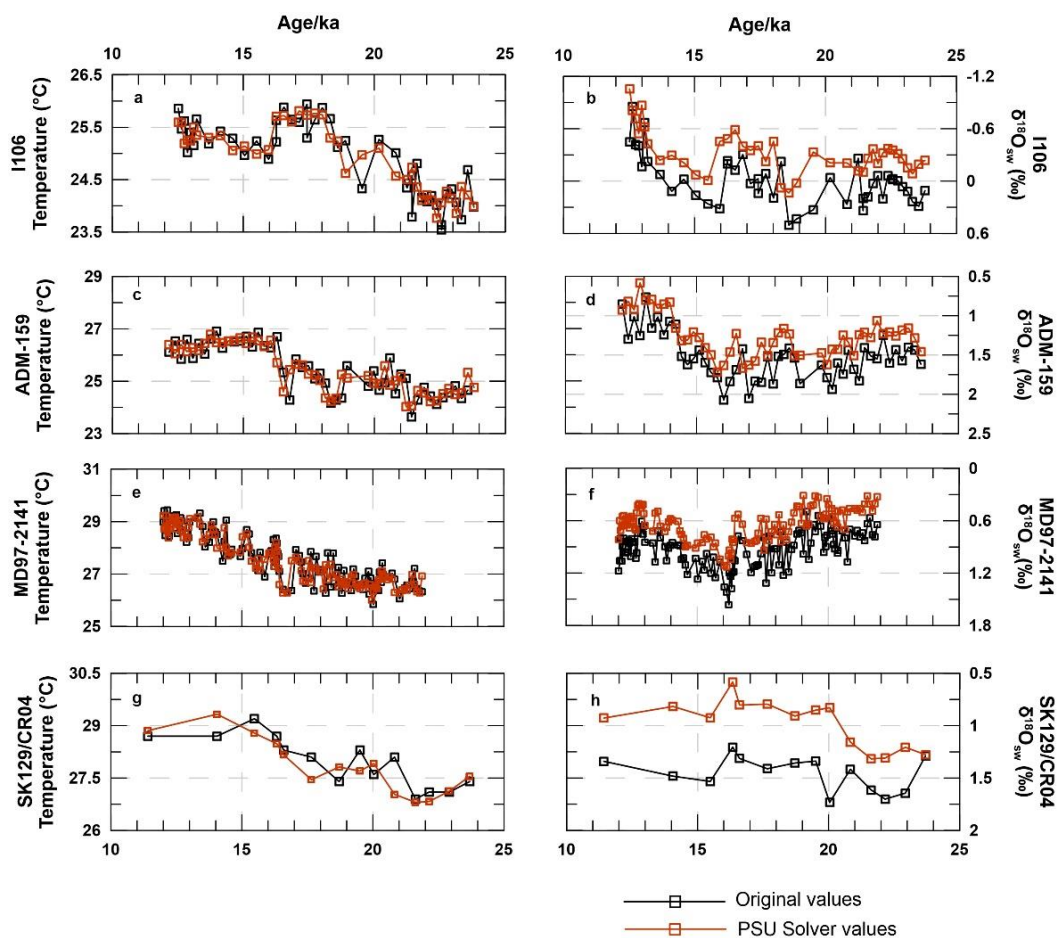 Age/ka
Age/ka
10 15 20 25
10 15 20 25
I106
Temperature (°C)
26.5
25.5
24.5
23.5
a
b
-1.2
-0.6
0
0.6
I106
δ¹⁸Osw (‰)
ADM-159
Temperature (°C)
29
27
25
23
c
d
0.5
1
1.5
2
2.5
ADM-159
δ¹⁸Osw (‰)
MD97-2141
Temperature (°C)
31
29
27
25
e
f
0
0.6
1.2
1.8
MD97-2141
δ¹⁸Osw (‰)
SK129/CR04
Temperature (°C)
30.5
29
27.5
26
g
h
0.5
1
1.5
2
SK129/CR04
δ¹⁸Osw (‰)
10 15 20 25
10 15 20 25
Original values
PSU Solver values